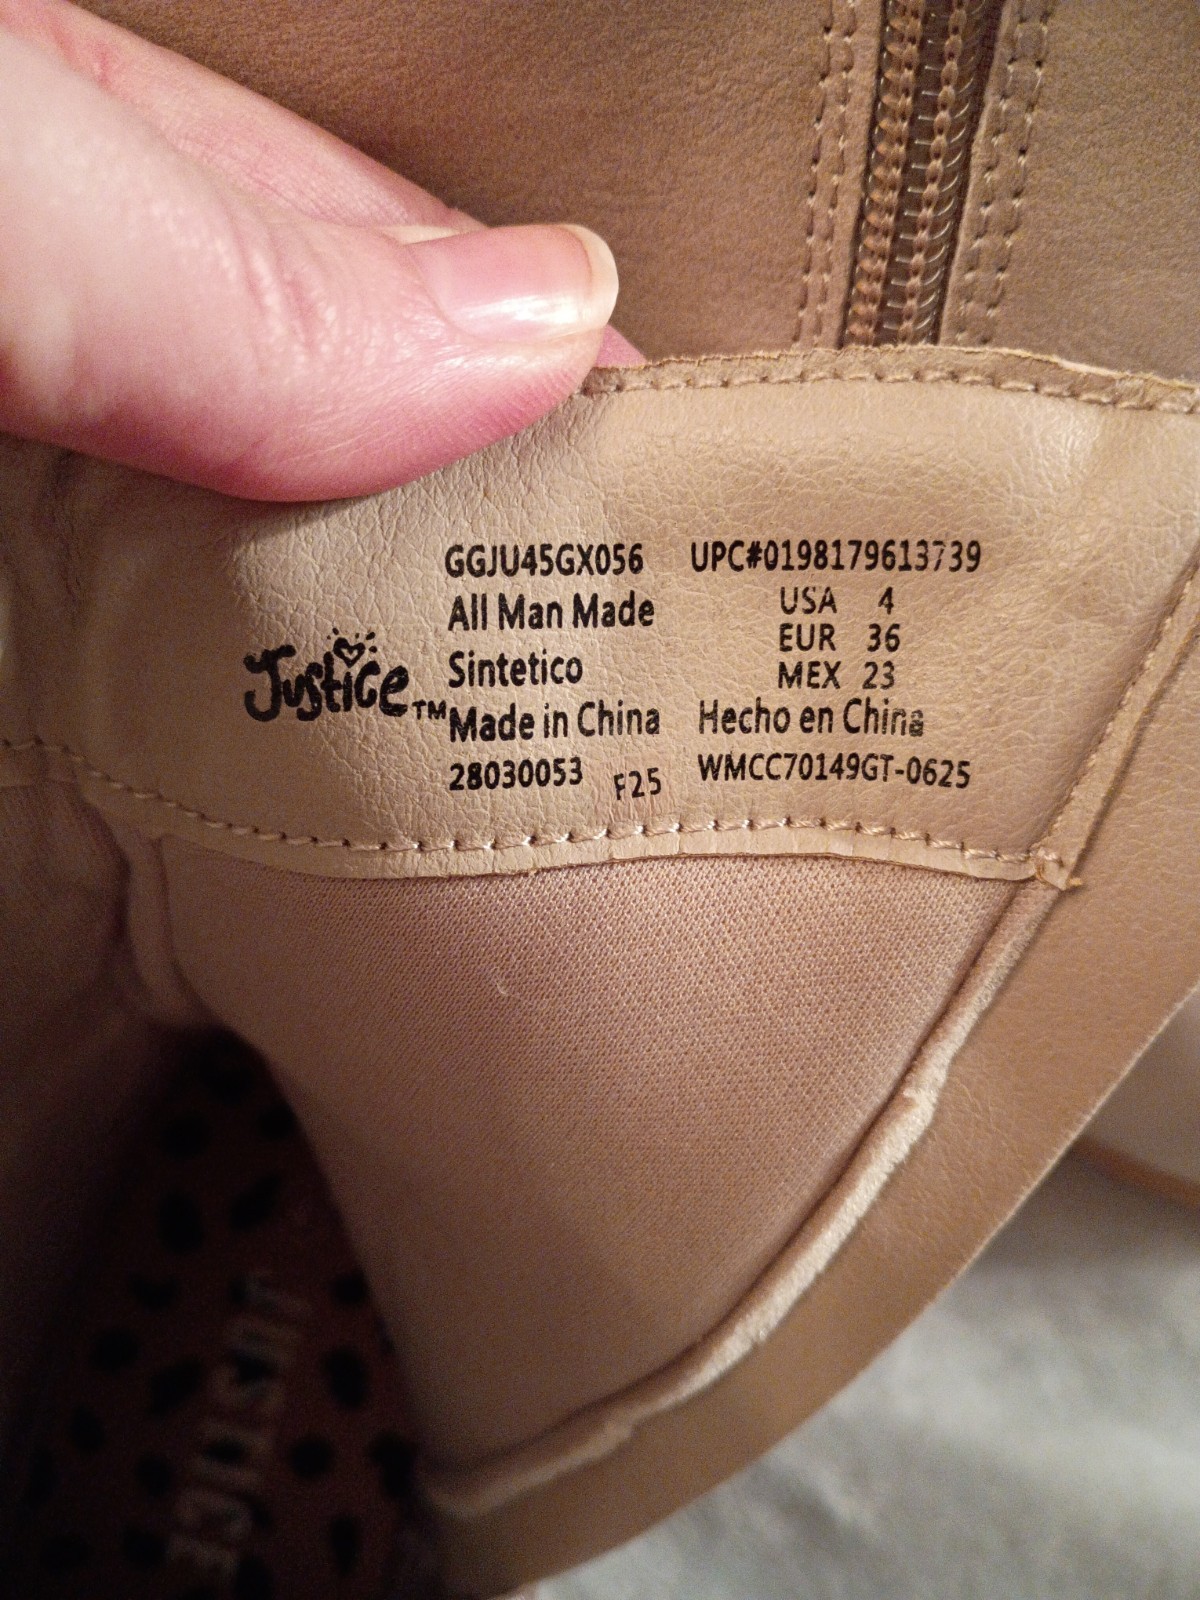 Justice™
GGJU45GX056 UPC#0198179613739
All Man Made USA 4
Sintetico EUR 36
MEX 23
Made in China Hecho en China
28030053 F25 WMCC70149GT-0625
JUSTICE